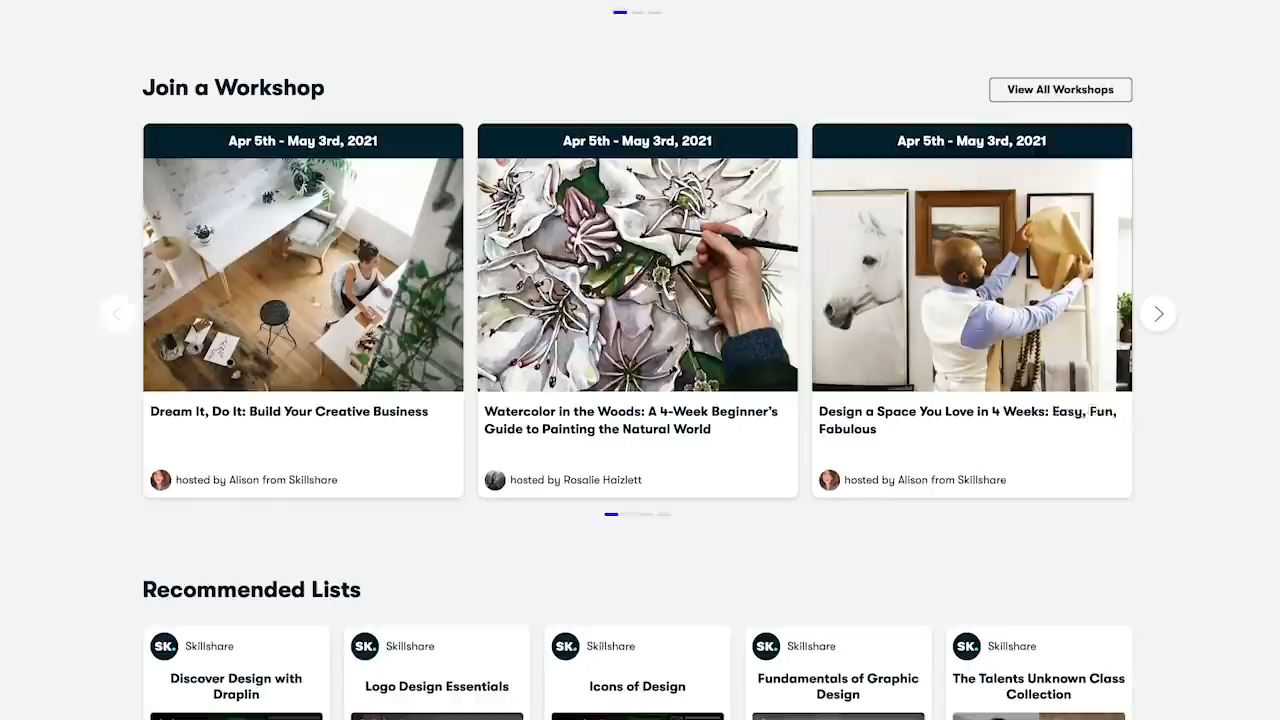 Join a Workshop
View All Workshops
Apr 5th - May 3rd, 2021
Apr 5th - May 3rd, 2021
Apr 5th - May 3rd, 2021
Dream It, Do It: Build Your Creative Business
Watercolor in the Woods: A 4-Week Beginner's
Guide to Painting the Natural World
Design a Space You Love in 4 Weeks: Easy, Fun,
Fabulous
hosted by Alison from Skillshare
hosted by Rosalie Haizlett
hosted by Alison from Skillshare
Recommended Lists
SK. Skillshare
SK. Skillshare
SK. Skillshare
SK. Skillshare
SK. Skillshare
Discover Design with
Draplin
Logo Design Essentials
Icons of Design
Fundamentals of Graphic
Design
The Talents Unknown Class
Collection